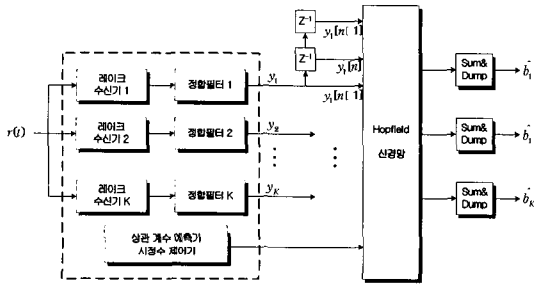 Z⁻¹
y₁[n[ 1]
Z⁻¹
y₁[n]
레이크
수신기 1
정합필터 1
y₁
y₁[n[ 1]
Sum&
Dump
b̂₁
r(t)
레이크
수신기 2
정합필터 2
y₂
Hopfield
신경망
Sum&
Dump
b̂₁
레이크
수신기 K
정합필터 K
y_K
Sum&
Dump
b̂_K
상관 계수 예측기
시정수 제어기